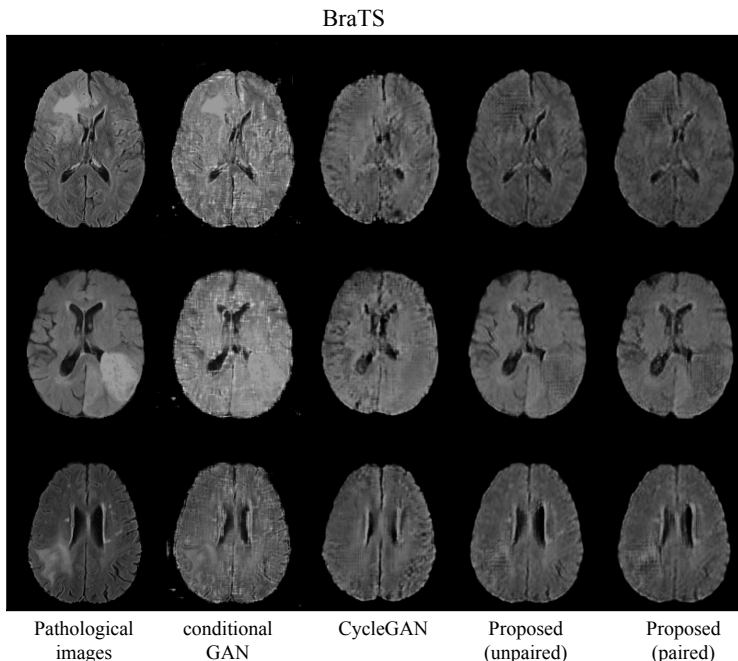 BraTS
Pathological images
conditional GAN
CycleGAN
Proposed (unpaired)
Proposed (paired)